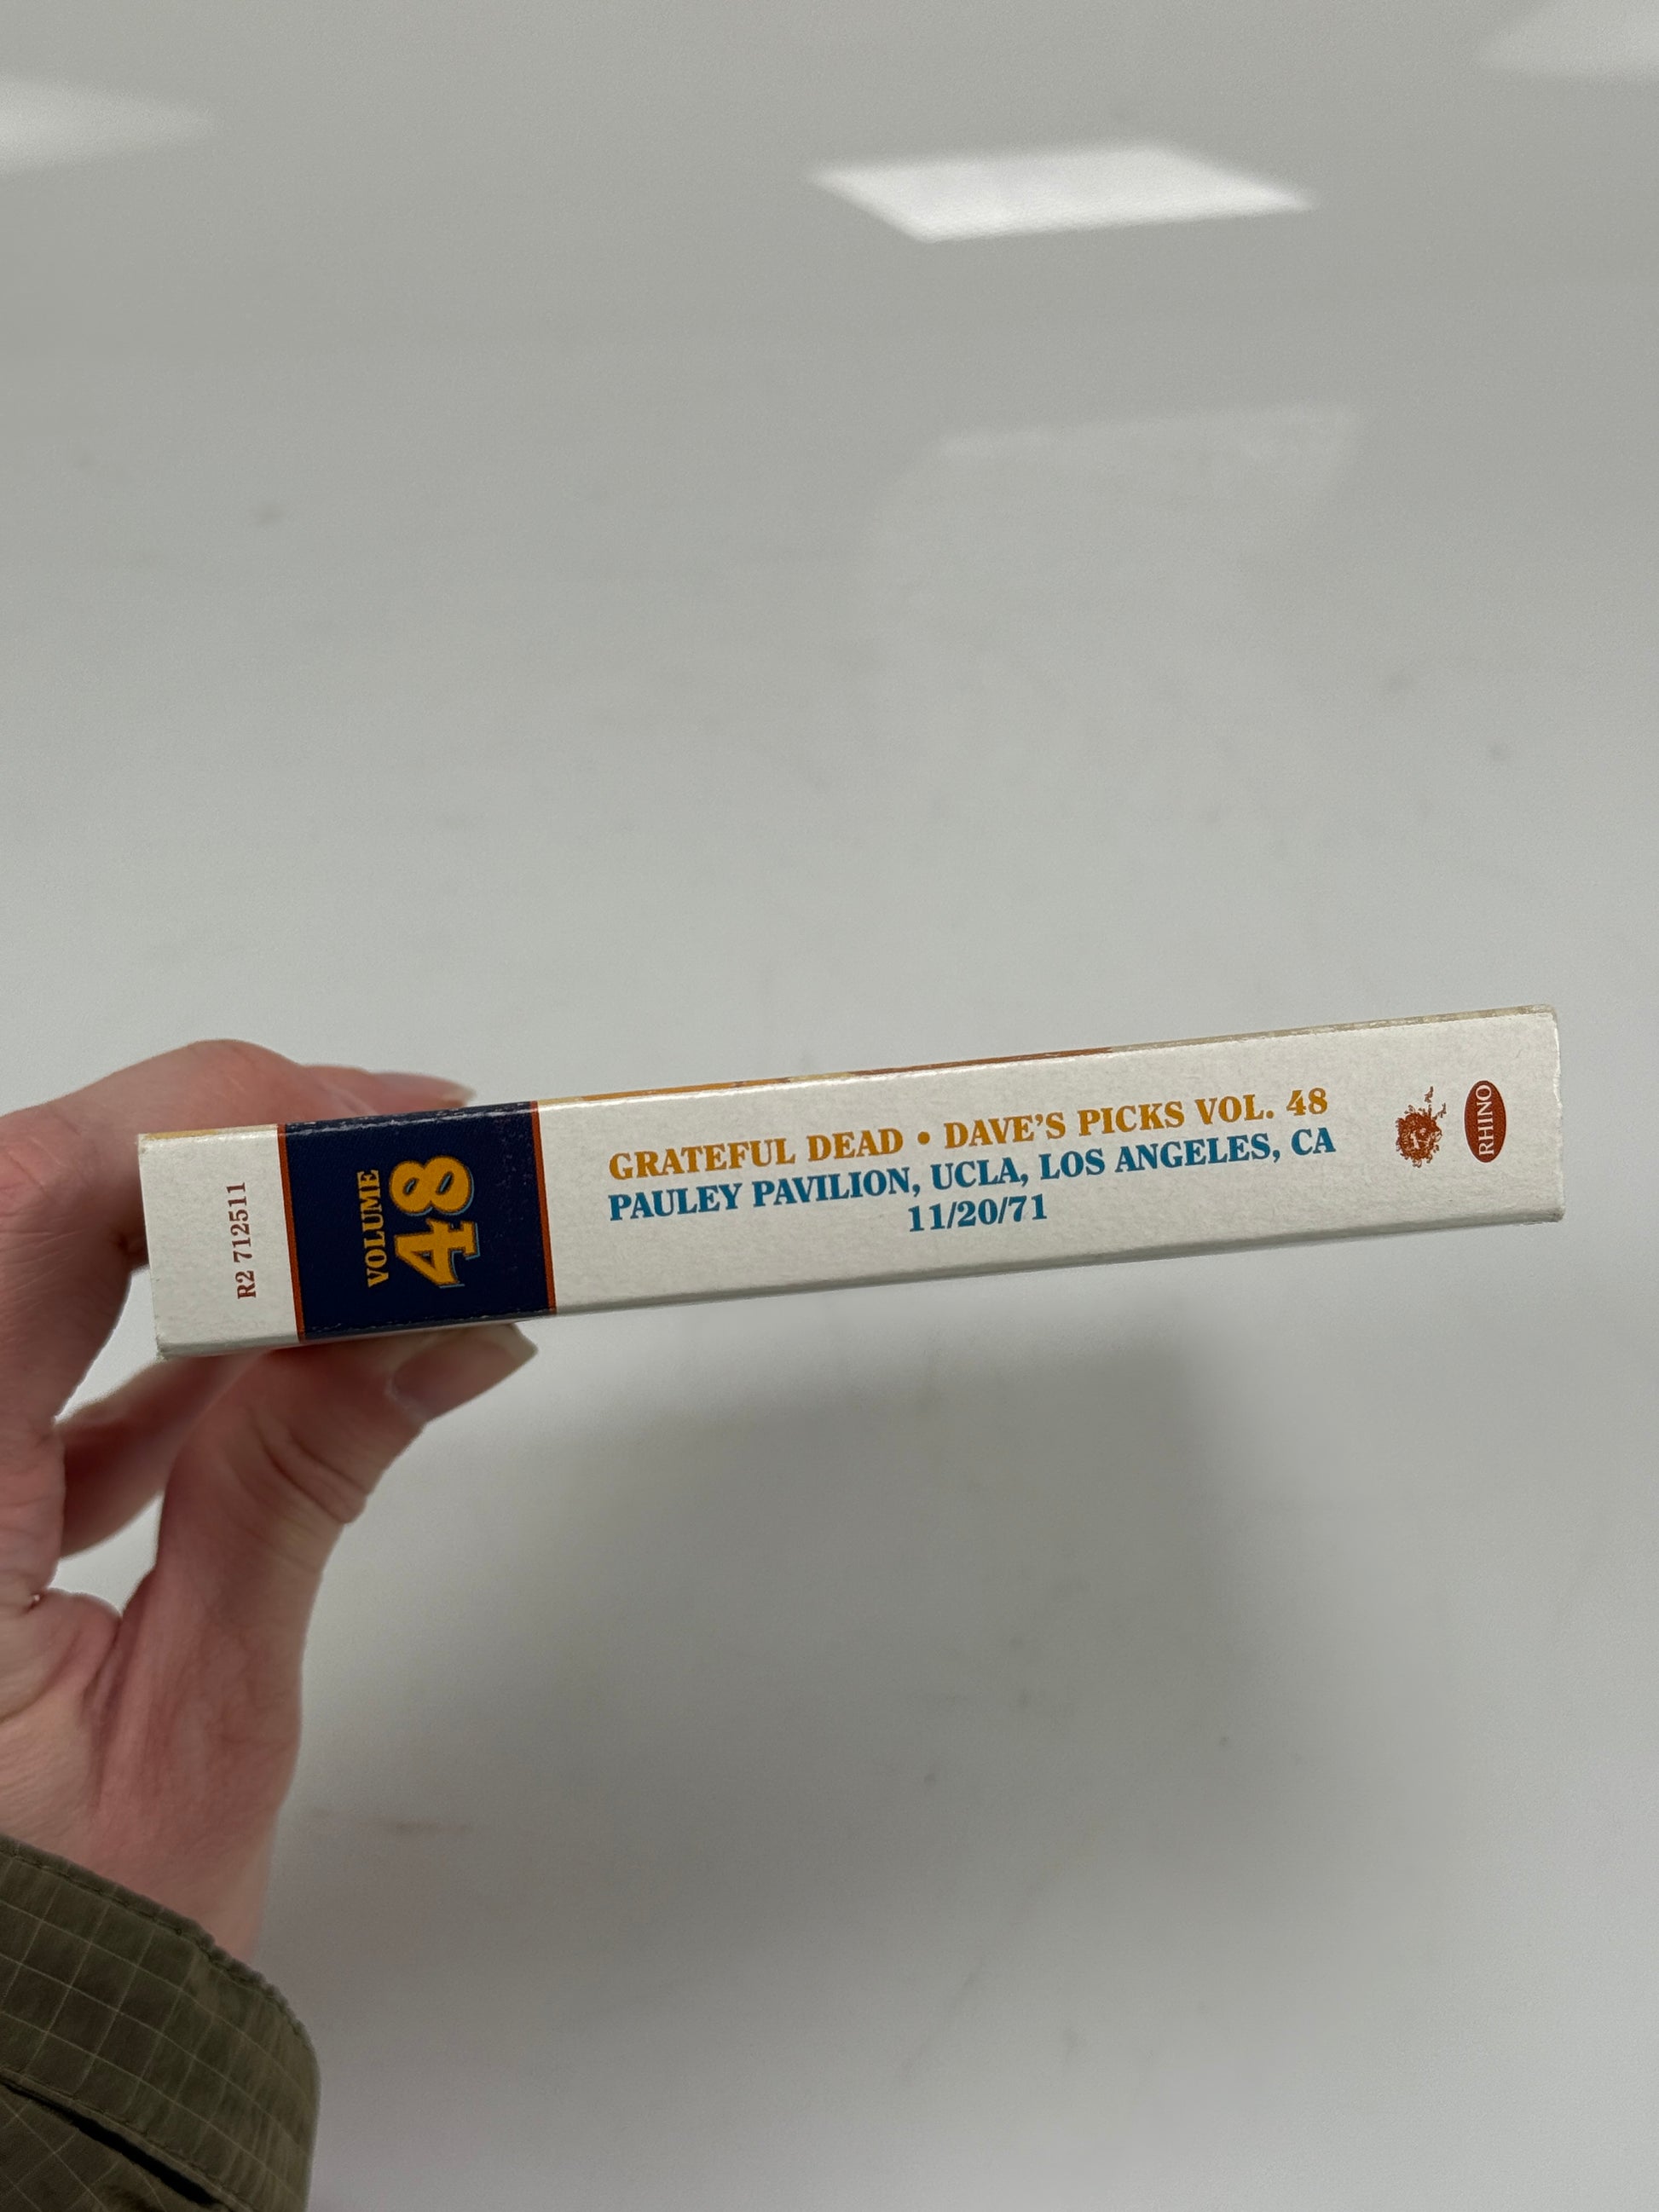 R2 712511
VOLUME
48
GRATEFUL DEAD • DAVE'S PICKS VOL. 48
PAULEY PAVILION, UCLA, LOS ANGELES, CA
11/20/71
RHINO